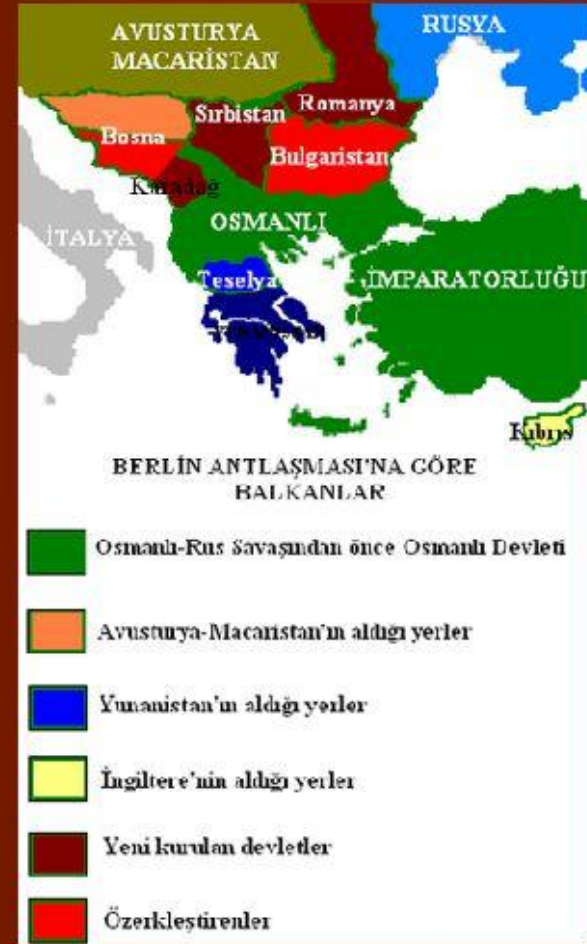 AVUSTURYA
MACARİSTAN
RUSYA
Sırbistan
Romanya
Bosna
Bulgaristan
Karadağ
OSMANLI
İTALYA
Teselya
İMPARATORLUĞU
Kıbrıs
BERLİN ANTLAŞMASI'NA GÖRE
BALKANLAR
Osmanlı-Rus Savaşından önce Osmanlı Devleti
Avusturya-Macaristan'ın aldığı yerler
Yunanistan'ın aldığı yerler
İngiltere'nin aldığı yerler
Yeni kurulan devletler
Özerkleştirenler